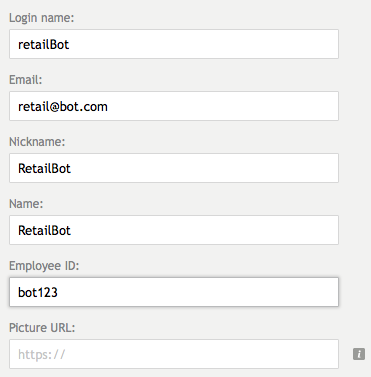 Login name:
retailBot
Email:
retail@bot.com
Nickname:
RetailBot
Name:
RetailBot
Employee ID:
bot123
Picture URL:
https://
i